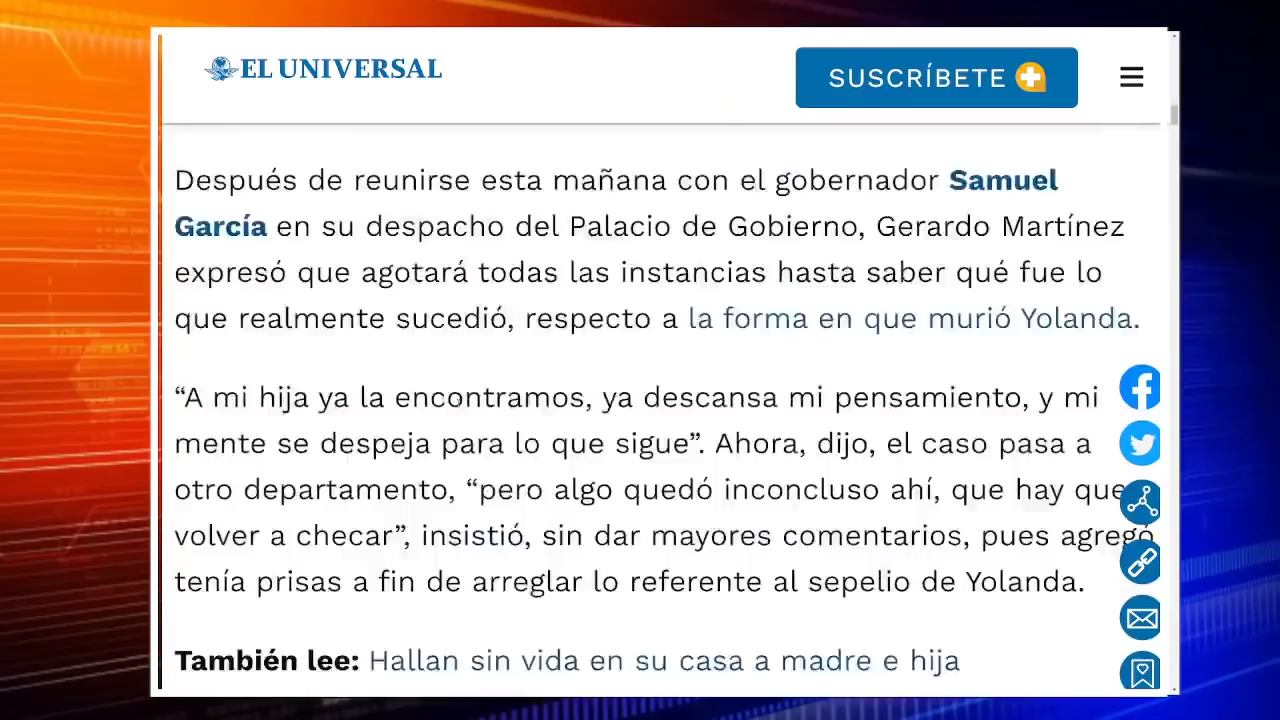 EL UNIVERSAL
SUSCRÍBETE
Después de reunirse esta mañana con el gobernador Samuel
García en su despacho del Palacio de Gobierno, Gerardo Martínez
expresó que agotará todas las instancias hasta saber qué fue lo
que realmente sucedió, respecto a la forma en que murió Yolanda.
“A mi hija ya la encontramos, ya descansa mi pensamiento, y mi
mente se despeja para lo que sigue”. Ahora, dijo, el caso pasa a
otro departamento, “pero algo quedó inconcluso ahí, que hay que
volver a checar”, insistió, sin dar mayores comentarios, pues agregó
tenía prisas a fin de arreglar lo referente al sepelio de Yolanda.
También lee: Hallan sin vida en su casa a madre e hija